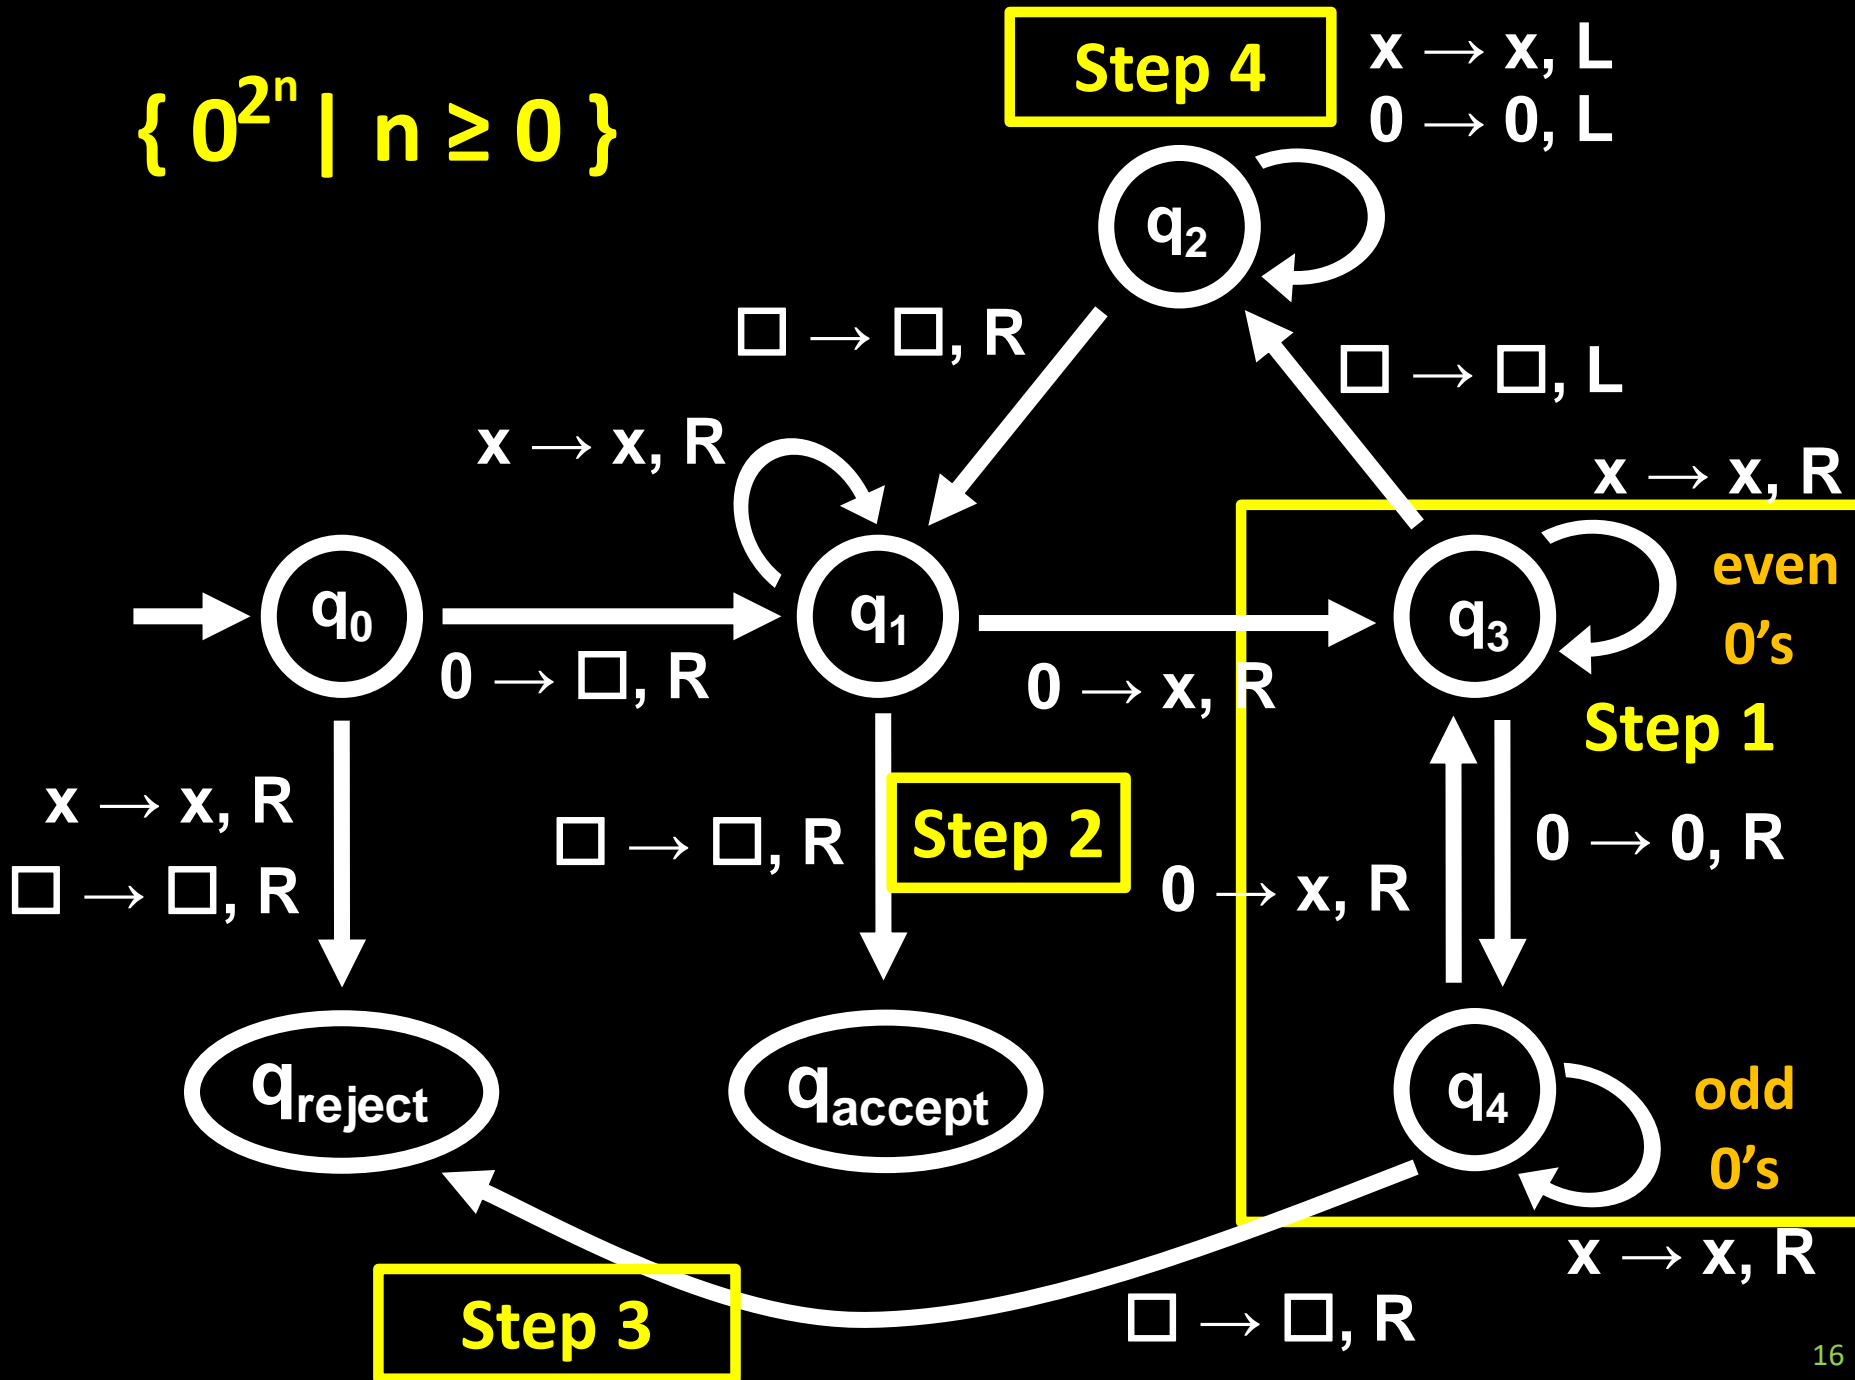 { 0^2^n | n ≥ 0 }
Step 4
x → x, L
0 → 0, L
q2
□ → □, R
□ → □, L
x → x, R
x → x, R
q0
q1
q3
even
0's
0 → □, R
0 → x, R
Step 1
x → x, R
□ → □, R
□ → □, R
Step 2
0 → x, R
0 → 0, R
qreject
qaccept
q4
odd
0's
x → x, R
Step 3
□ → □, R
16